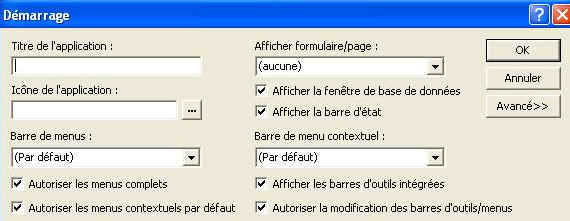 Démarrage
Titre de l'application :
Afficher formulaire/page :
OK
(aucune)
Annuler
Icône de l'application :
Afficher la fenêtre de base de données
...
Afficher la barre d'état
Avancé>>
Barre de menus :
Barre de menu contextuel :
(Par défaut)
(Par défaut)
Autoriser les menus complets
Afficher les barres d'outils intégrées
Autoriser les menus contextuels par défaut
Autoriser la modification des barres d'outils/menus